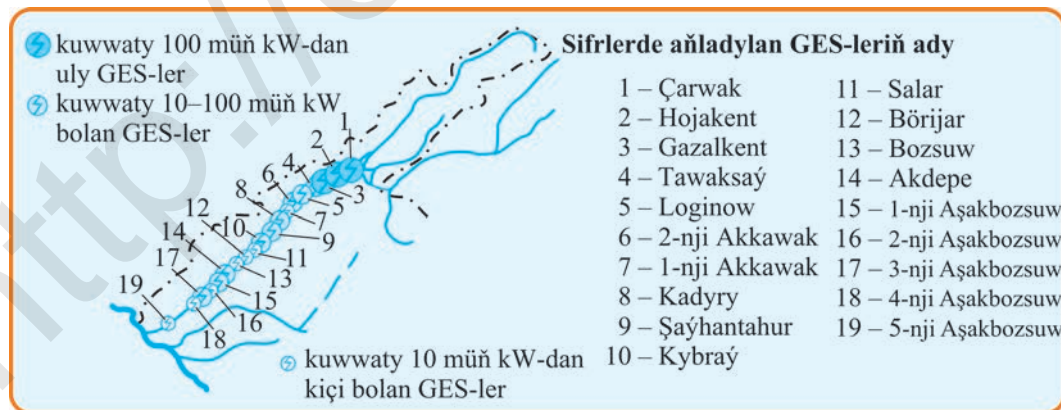 kuwwaty 100 müň kW-dan
uly GES-ler
kuwwaty 10–100 müň kW
bolan GES-ler
Sifrlerde aňladylan GES-leriň ady
1 – Çarwak
2 – Hojakent
3 – Gazalkent
4 – Tawaksaý
5 – Loginow
6 – 2-nji Akkawak
7 – 1-nji Akkawak
8 – Kadyry
9 – Şaýhantahur
10 – Kybraý
11 – Salar
12 – Börijar
13 – Bozsuw
14 – Akdepe
15 – 1-nji Aşakbozsuw
16 – 2-nji Aşakbozsuw
17 – 3-nji Aşakbozsuw
18 – 4-nji Aşakbozsuw
19 – 5-nji Aşakbozsuw
1
2
4
6
3
5
8
7
12
10
9
14
11
17
13
19
15
16
18
kuwwaty 10 müň kW-dan
kiçi bolan GES-ler
http://